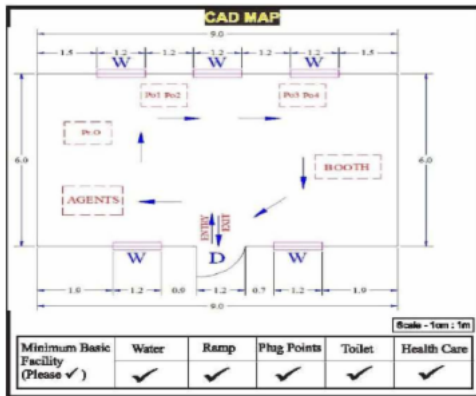 CAD MAP
9.0
1.5 1.2 1.2 1.2 1.2 1.2 1.5
W W W
Po1 Po2 Po3 Po4
Pr.O
6.0 6.0
BOOTH
AGENTS
ENTRY EXIT
W D W
1.9 1.2 0.9 1.2 0.7 1.2 1.9
9.0
Scale - 1cm : 1m
Minimum Basic Facility (Please ✓) Water Ramp Plug Points Toilet Health Care
✓ ✓ ✓ ✓ ✓